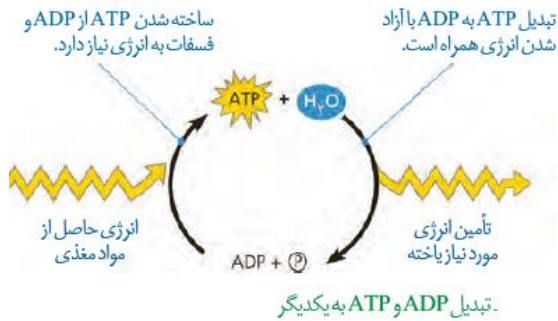 ساخته شدن ATP از ADP و
فسفات به انرژی نیاز دارد.
تبدیل ATP به ADP با آزاد
شدن انرژی همراه است.
ATP + H۲O
انرژی حاصل از
مواد مغذی
تأمین انرژی
مورد نیاز یاخته
ADP + P
ـ تبدیل ADP و ATP به یکدیگر